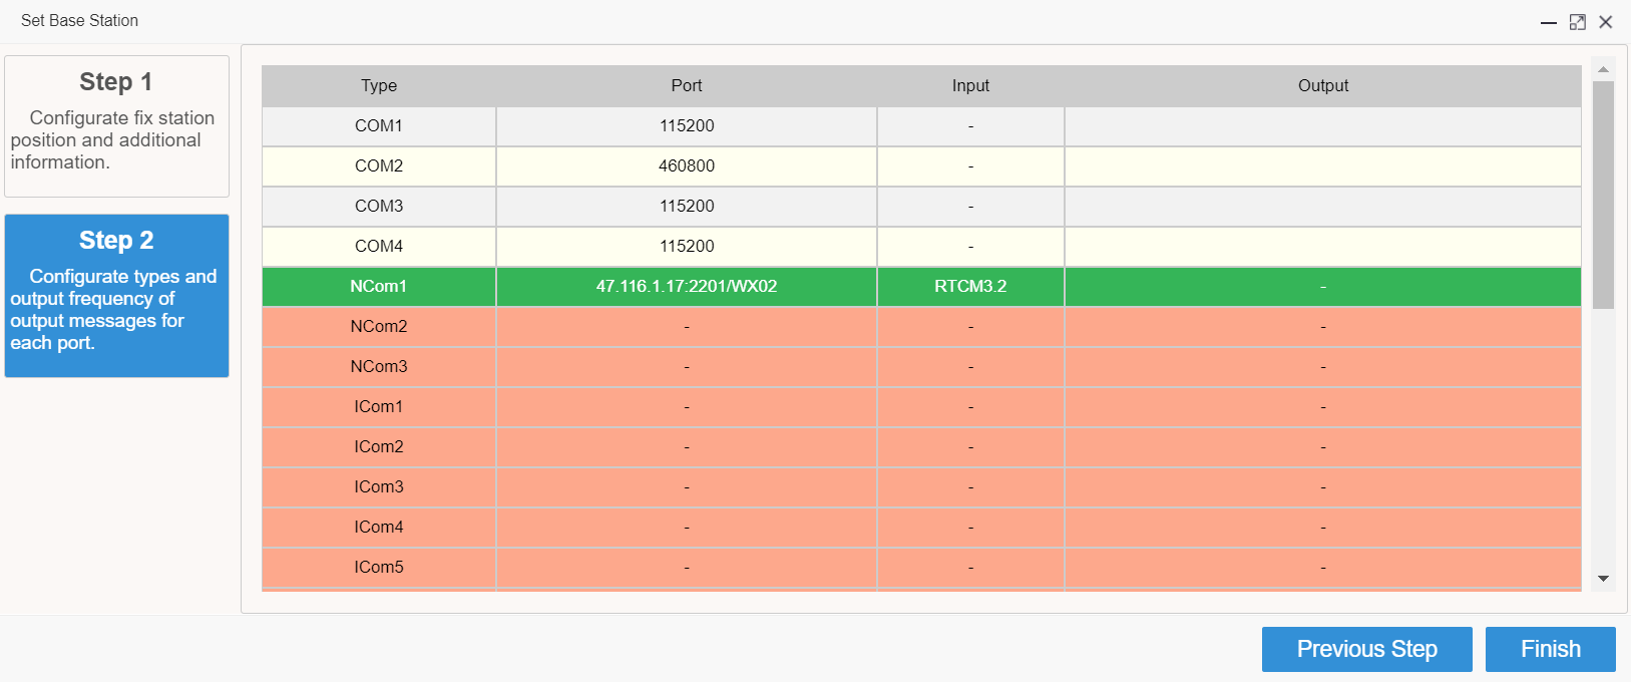 Set Base Station
Step 1
Configurate fix station
position and additional
information.
Step 2
Configurate types and
output frequency of
output messages for
each port.
Type Port Input Output
COM1 115200 -
COM2 460800 -
COM3 115200 -
COM4 115200 -
NCom1 47.116.1.17:2201/WX02 RTCM3.2 -
NCom2 - - -
NCom3 - - -
ICom1 - - -
ICom2 - - -
ICom3 - - -
ICom4 - - -
ICom5 - - -
Previous Step Finish